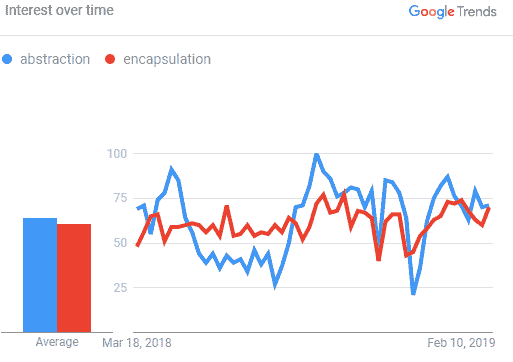 Interest over time
Google Trends
abstraction
encapsulation
100
75
50
25
Average
Mar 18, 2018
Feb 10, 2019